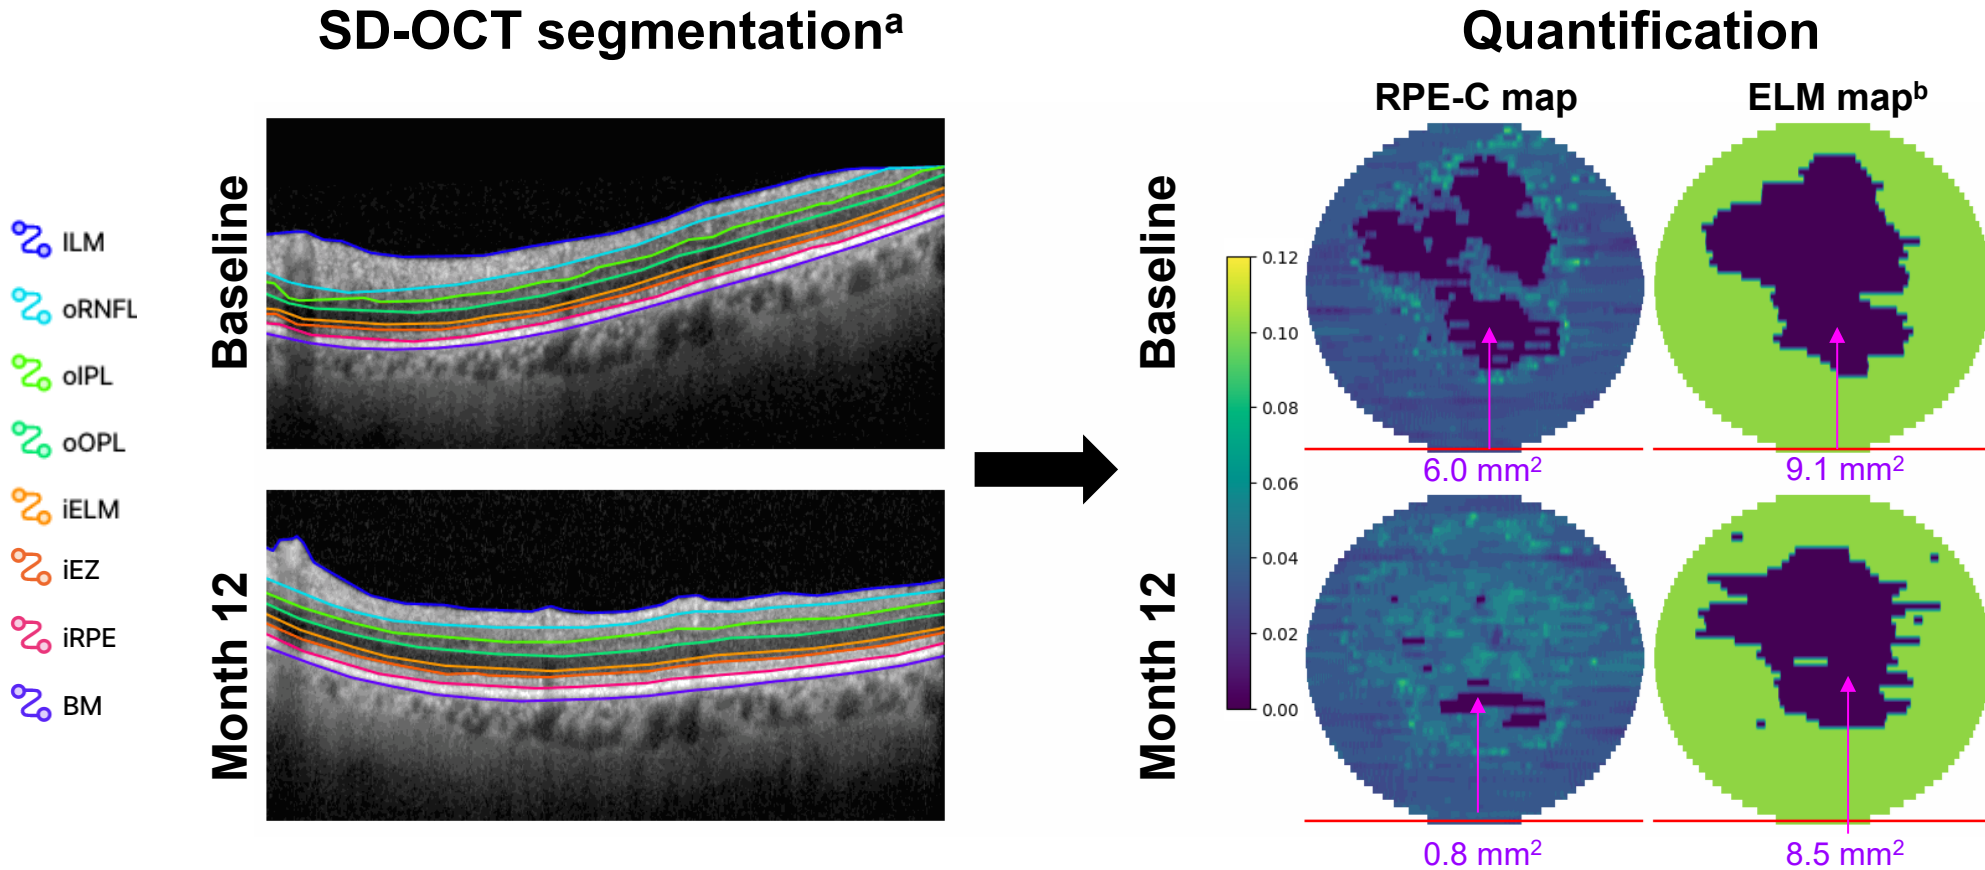 SD-OCT segmentationᵃ
Quantification
RPE-C map
ELM mapᵇ
Baseline
Baseline
ILM
oRNFL
oIPL
oOPL
iELM
iEZ
iRPE
BM
0.12
0.10
0.08
0.06
0.04
0.02
0.00
6.0 mm²
9.1 mm²
Month 12
Month 12
0.8 mm²
8.5 mm²